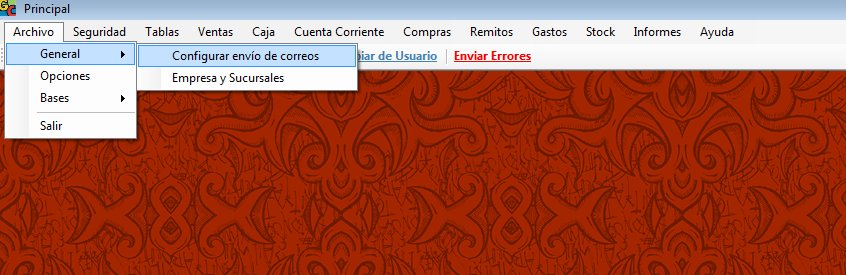 Principal
Archivo Seguridad Tablas Ventas Caja Cuenta Corriente Compras Remitos Gastos Stock Informes Ayuda
General Configurar envío de correos de Usuario Enviar Errores
Opciones Empresa y Sucursales
Bases
Salir